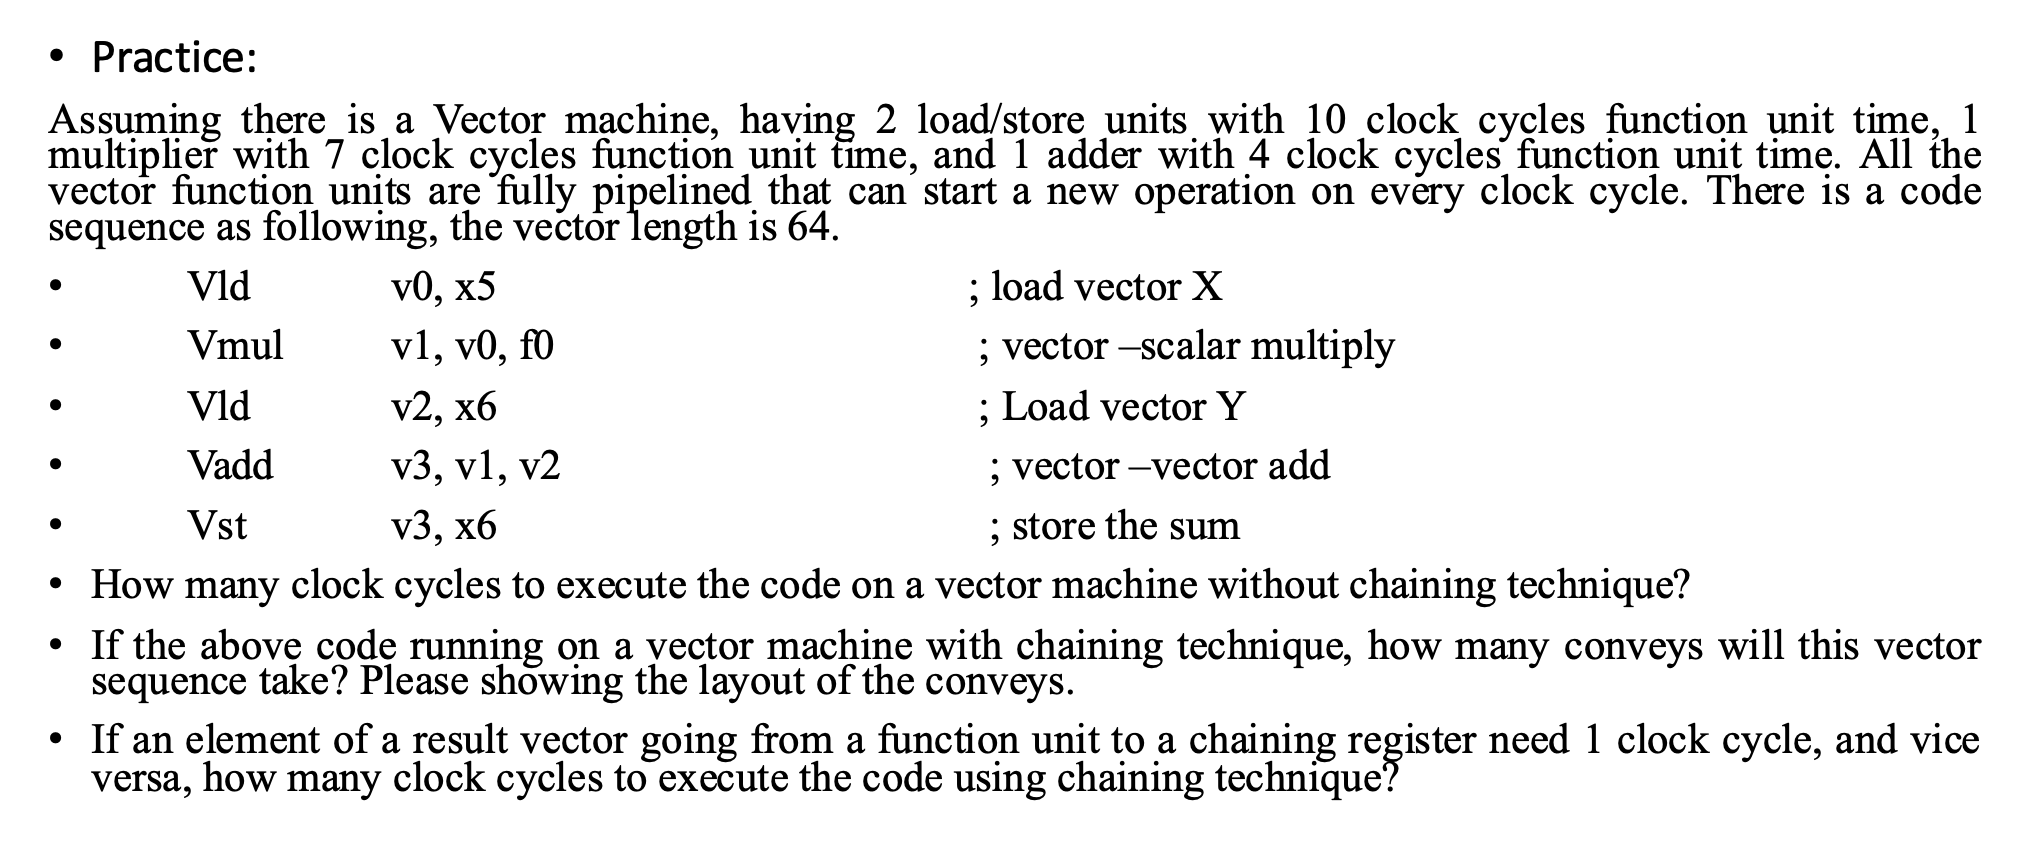 • Practice:
Assuming there is a Vector machine, having 2 load/store units with 10 clock cycles function unit time, 1
multiplier with 7 clock cycles function unit time, and 1 adder with 4 clock cycles function unit time. All the
vector function units are fully pipelined that can start a new operation on every clock cycle. There is a code
sequence as following, the vector length is 64.
• Vld v0, x5 ; load vector X
• Vmul v1, v0, f0 ; vector –scalar multiply
• Vld v2, x6 ; Load vector Y
• Vadd v3, v1, v2 ; vector –vector add
• Vst v3, x6 ; store the sum
• How many clock cycles to execute the code on a vector machine without chaining technique?
• If the above code running on a vector machine with chaining technique, how many conveys will this vector
sequence take? Please showing the layout of the conveys.
• If an element of a result vector going from a function unit to a chaining register need 1 clock cycle, and vice
versa, how many clock cycles to execute the code using chaining technique?